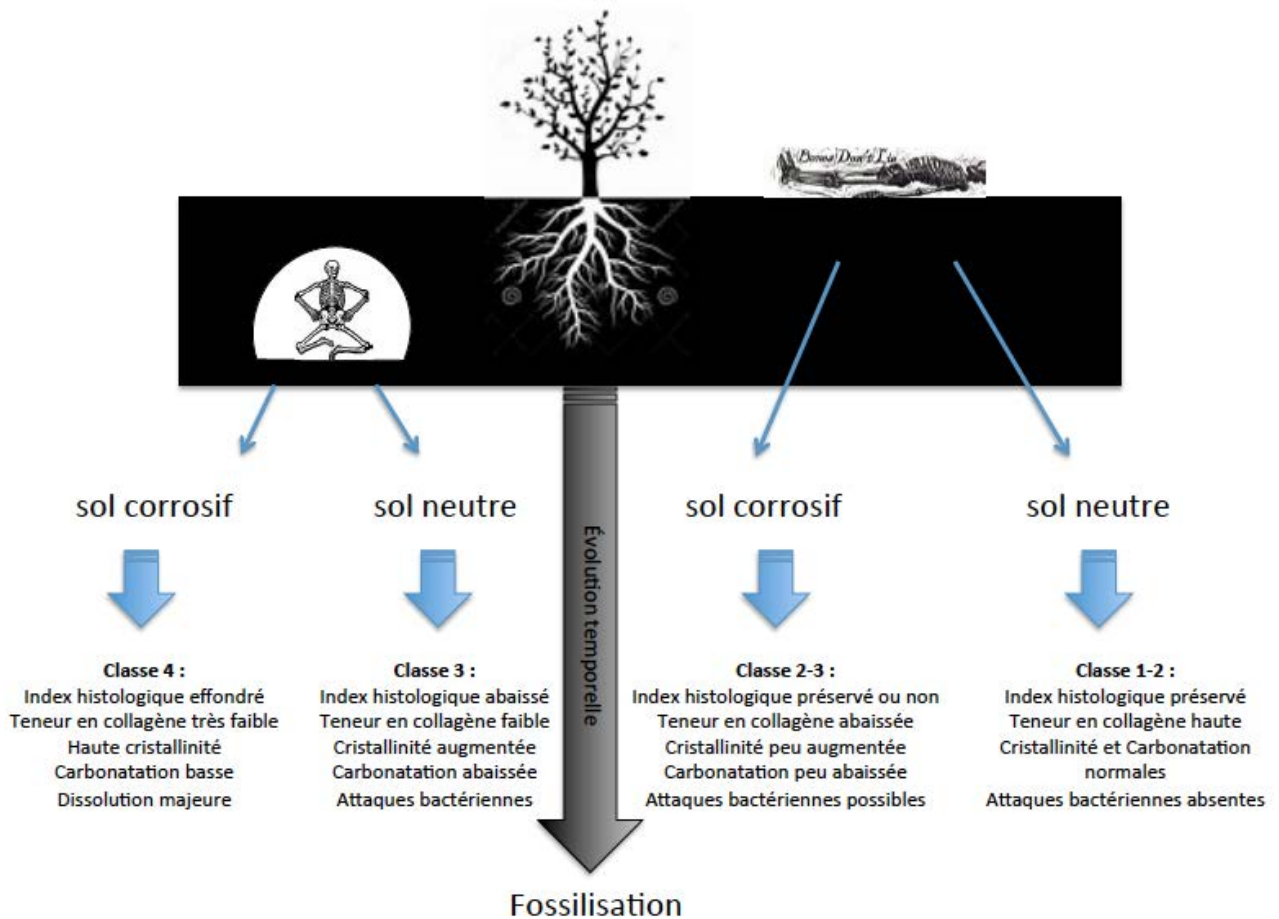 Bones Don't Lie
sol corrosif
sol neutre
sol corrosif
sol neutre
Évolution temporelle
Classe 4 :
Index histologique effondré
Teneur en collagène très faible
Haute cristallinité
Carbonatation basse
Dissolution majeure
Classe 3 :
Index histologique abaissé
Teneur en collagène faible
Cristallinité augmentée
Carbonatation abaissée
Attaques bactériennes
Classe 2-3 :
Index histologique préservé ou non
Teneur en collagène abaissée
Cristallinité peu augmentée
Carbonatation peu abaissée
Attaques bactériennes possibles
Classe 1-2 :
Index histologique préservé
Teneur en collagène haute
Cristallinité et Carbonatation
normales
Attaques bactériennes absentes
Fossilisation